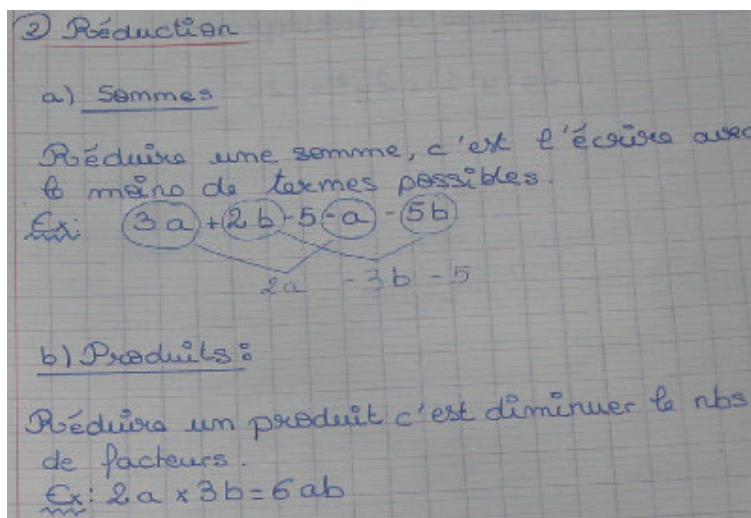 ② Réduction
a) Sommes
Réduire une somme, c'est l'écrire avec
le moins de termes possibles.
Ex: 3a + 2b - 5 - a - 5b
2a - 3b - 5
b) Produits :
Réduire un produit c'est diminuer le nbs
de facteurs.
Ex: 2a x 3b = 6ab